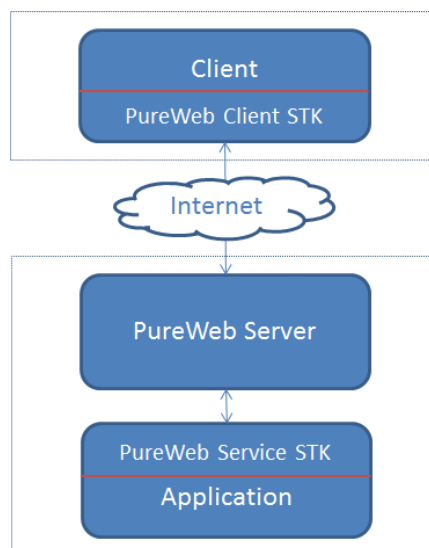 Client
PureWeb Client STK
Internet
PureWeb Server
PureWeb Service STK
Application